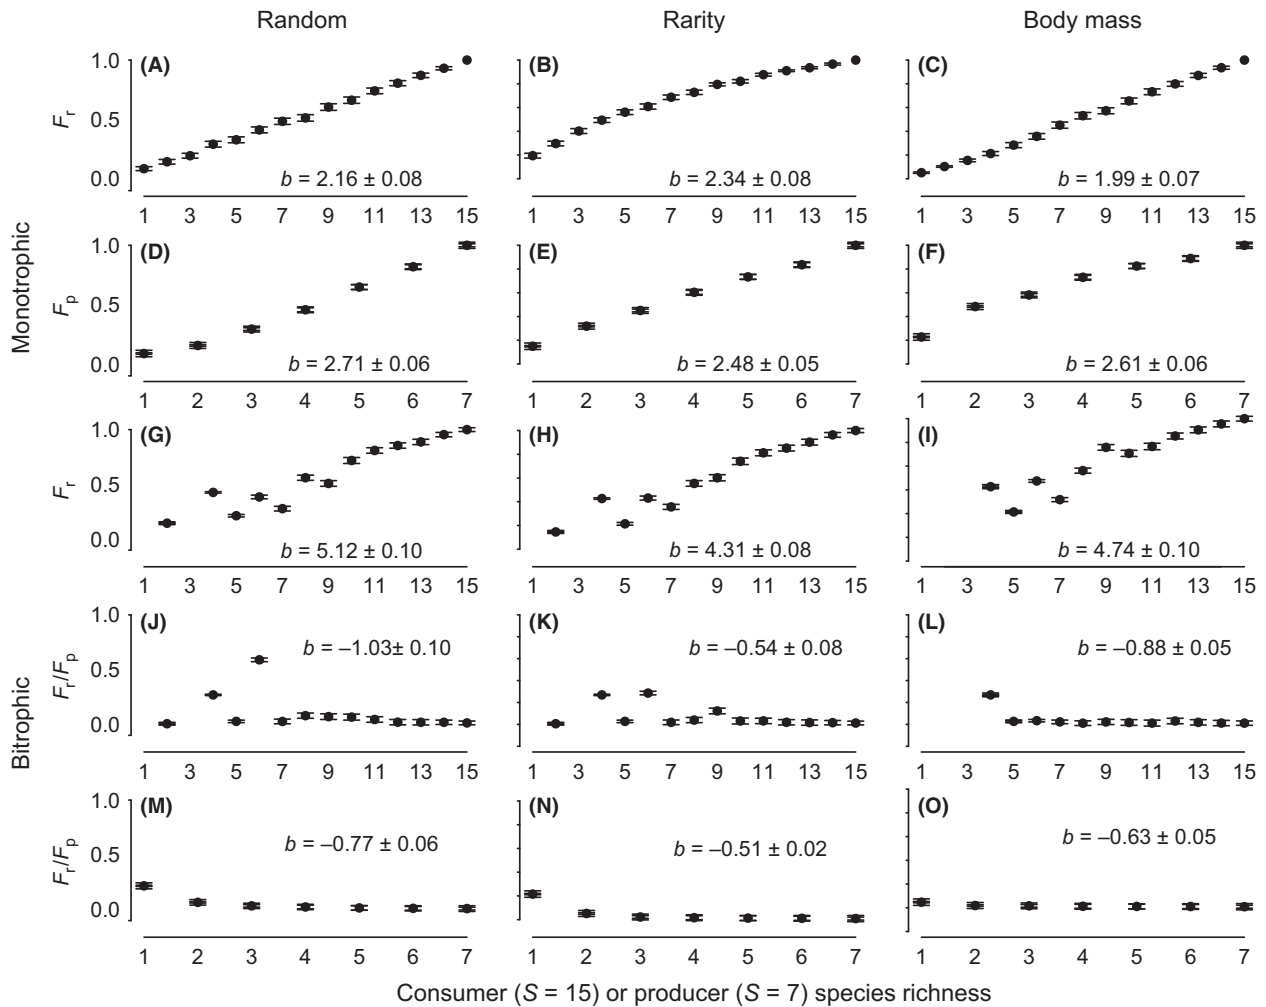 Random Rarity Body mass
Monotrophic
Bitrophic
(A) (B) (C)
1.0
0.5
0.0
Fr
b = 2.16 ± 0.08 b = 2.34 ± 0.08 b = 1.99 ± 0.07
1 3 5 7 9 11 13 15 1 3 5 7 9 11 13 15 1 3 5 7 9 11 13 15
(D) (E) (F)
1.0
0.5
0.0
Fp
b = 2.71 ± 0.06 b = 2.48 ± 0.05 b = 2.61 ± 0.06
1 2 3 4 5 6 7 1 2 3 4 5 6 7 1 2 3 4 5 6 7
(G) (H) (I)
1.0
0.5
0.0
Fr
b = 5.12 ± 0.10 b = 4.31 ± 0.08 b = 4.74 ± 0.10
1 3 5 7 9 11 13 15 1 3 5 7 9 11 13 15 1 3 5 7 9 11 13 15
(J) (K) (L)
1.0
0.5
0.0
Fr/Fp
b = –1.03± 0.10 b = –0.54 ± 0.08 b = –0.88 ± 0.05
1 3 5 7 9 11 13 15 1 3 5 7 9 11 13 15 1 3 5 7 9 11 13 15
(M) (N) (O)
1.0
0.5
0.0
Fr/Fp
b = –0.77 ± 0.06 b = –0.51 ± 0.02 b = –0.63 ± 0.05
1 2 3 4 5 6 7 1 2 3 4 5 6 7 1 2 3 4 5 6 7
Consumer (S = 15) or producer (S = 7) species richness